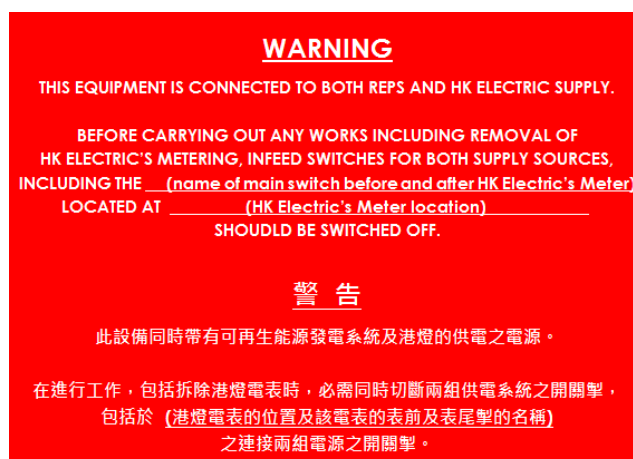 WARNING
THIS EQUIPMENT IS CONNECTED TO BOTH REPS AND HK ELECTRIC SUPPLY.
BEFORE CARRYING OUT ANY WORKS INCLUDING REMOVAL OF
HK ELECTRIC'S METERING, INFEED SWITCHES FOR BOTH SUPPLY SOURCES,
INCLUDING THE __(name of main switch before and after HK Electric's Meter)
LOCATED AT __________(HK Electric's Meter location)______________
SHOUDLD BE SWITCHED OFF.
警 告
此設備同時帶有可再生能源發電系統及港燈的供電之電源。
在進行工作，包括拆除港燈電表時，必需同時切斷兩組供電系統之開關掣，
包括於 (港燈電表的位置及該電表的表前及表尾掣的名稱)
之連接兩組電源之開關掣。